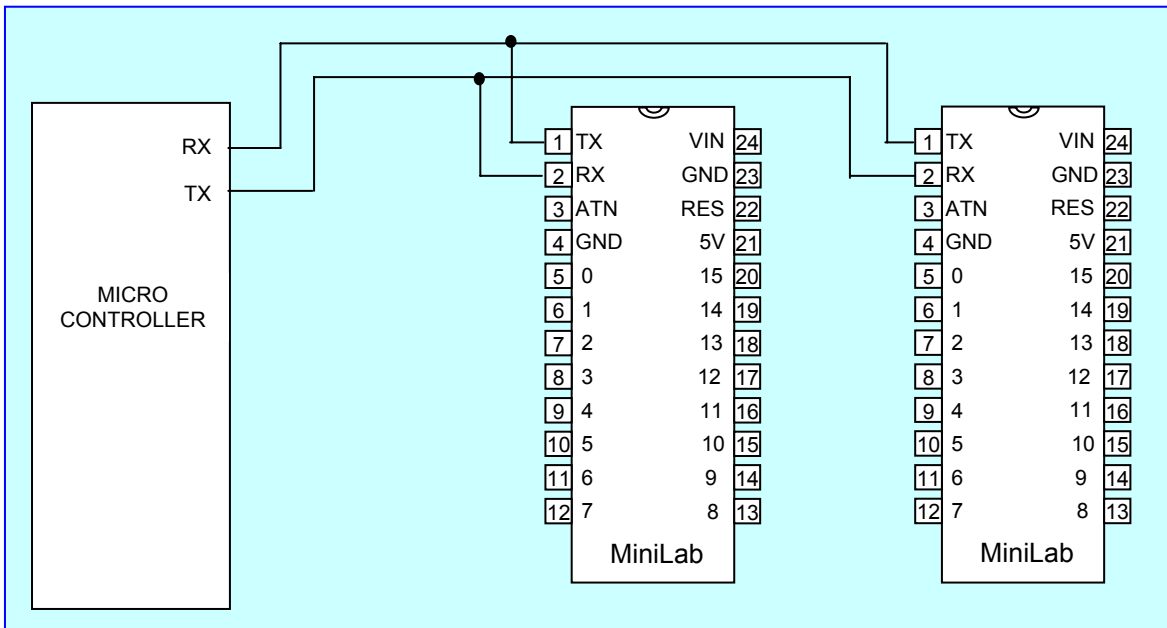 RX
TX
MICRO
CONTROLLER
1 TX VIN 24
2 RX GND 23
3 ATN RES 22
4 GND 5V 21
5 0 15 20
6 1 14 19
7 2 13 18
8 3 12 17
9 4 11 16
10 5 10 15
11 6 9 14
12 7 8 13
MiniLab
1 TX VIN 24
2 RX GND 23
3 ATN RES 22
4 GND 5V 21
5 0 15 20
6 1 14 19
7 2 13 18
8 3 12 17
9 4 11 16
10 5 10 15
11 6 9 14
12 7 8 13
MiniLab